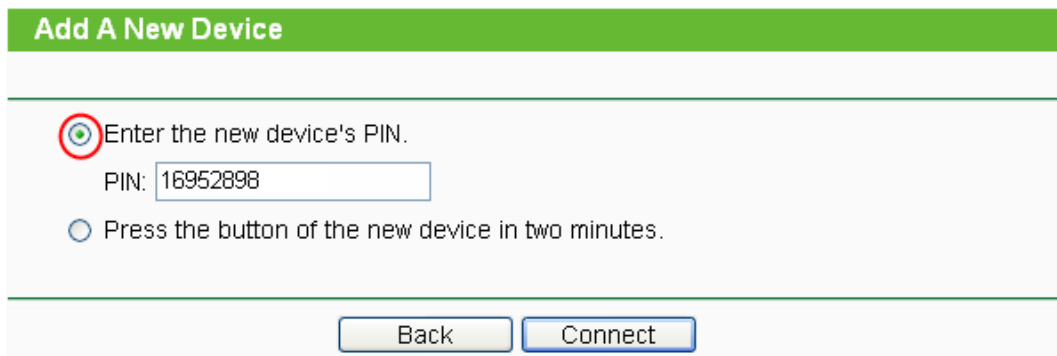 Add A New Device
Enter the new device's PIN.
PIN: 16952898
Press the button of the new device in two minutes.
Back Connect